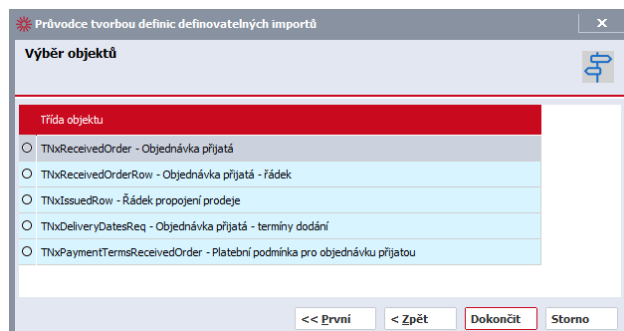 Průvodce tvorbou definic definovatelných importů
x
Výběr objektů
Třída objektu
TNxReceivedOrder - Objednávka přijatá
TNxReceivedOrderRow - Objednávka přijatá - řádek
TNxIssuedRow - Řádek propojení prodeje
TNxDeliveryDatesReq - Objednávka přijatá - termíny dodání
TNxPaymentTermsReceivedOrder - Platební podmínka pro objednávku přijatou
<< První < Zpět Dokončit Storno